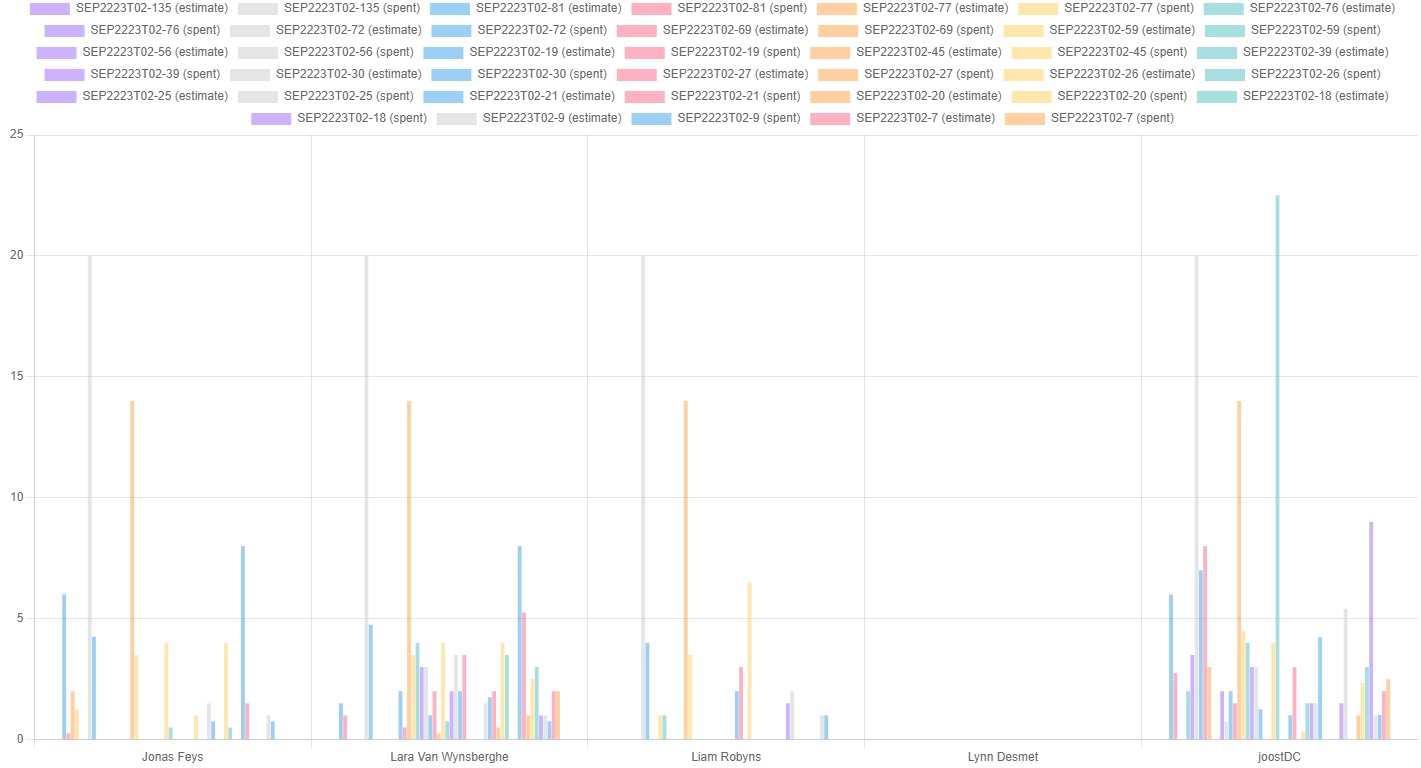 SEP2223T02-135 (estimate) SEP2223T02-135 (spent) SEP2223T02-81 (estimate) SEP2223T02-81 (spent) SEP2223T02-77 (estimate) SEP2223T02-77 (spent) SEP2223T02-76 (estimate)
SEP2223T02-76 (spent) SEP2223T02-72 (estimate) SEP2223T02-72 (spent) SEP2223T02-69 (estimate) SEP2223T02-69 (spent) SEP2223T02-59 (estimate) SEP2223T02-59 (spent)
SEP2223T02-56 (estimate) SEP2223T02-56 (spent) SEP2223T02-19 (estimate) SEP2223T02-19 (spent) SEP2223T02-45 (estimate) SEP2223T02-45 (spent) SEP2223T02-39 (estimate)
SEP2223T02-39 (spent) SEP2223T02-30 (estimate) SEP2223T02-30 (spent) SEP2223T02-27 (estimate) SEP2223T02-27 (spent) SEP2223T02-26 (estimate) SEP2223T02-26 (spent)
SEP2223T02-25 (estimate) SEP2223T02-25 (spent) SEP2223T02-21 (estimate) SEP2223T02-21 (spent) SEP2223T02-20 (estimate) SEP2223T02-20 (spent) SEP2223T02-18 (estimate)
SEP2223T02-18 (spent) SEP2223T02-9 (estimate) SEP2223T02-9 (spent) SEP2223T02-7 (estimate) SEP2223T02-7 (spent)
25
20
15
10
5
0
Jonas Feys Lara Van Wynsberghe Liam Robyns Lynn Desmet joostDC